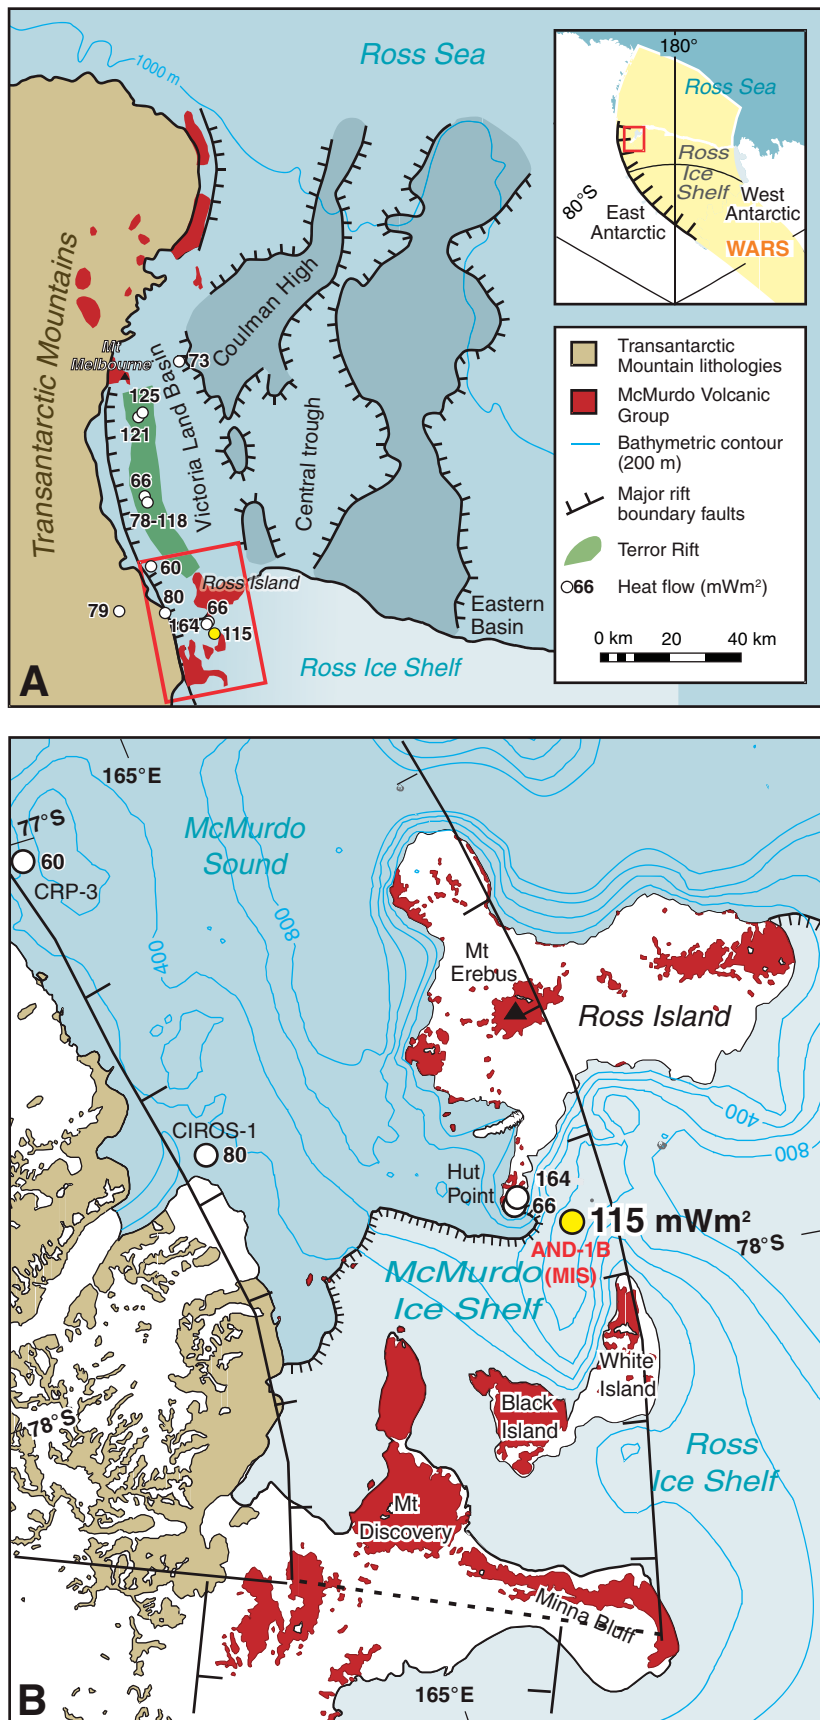 Ross Sea
1000 m
Transantarctic Mountains
Mt
Melbourne
Victoria Land Basin
Coulman High
Central trough
73
125
121
66
78-118
60
Ross Island
80
79
66
164
115
Eastern
Basin
Ross Ice Shelf
A
180°
Ross Sea
Ross
Ice
Shelf
80°S
East
Antarctic
West
Antarctic
WARS
Transantarctic
Mountain lithologies
McMurdo Volcanic
Group
Bathymetric contour
(200 m)
Major rift
boundary faults
Terror Rift
66 Heat flow (mWm²)
0 km 20 40 km
165°E
77°S
60
CRP-3
McMurdo
Sound
400
800
Mt
Erebus
Ross Island
CIROS-1
80
400
800
Hut
Point
164
66
115 mWm²
AND-1B
(MIS)
78°S
McMurdo
Ice Shelf
White
Island
Black
Island
78°S
Ross
Ice Shelf
Mt
Discovery
Minna Bluff
165°E
B